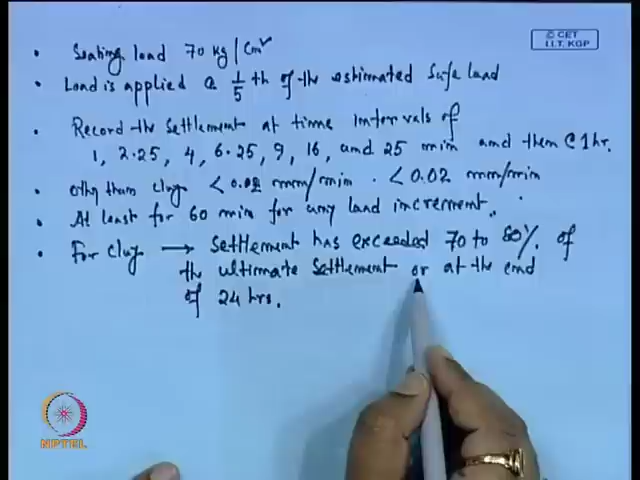 © CET
I.I.T. KGP
• Seating load 70 kg/cm²
• Load is applied @ 1/5 th of the estimated safe load
• Record the settlement at time intervals of
1, 2.25, 4, 6.25, 9, 16, and 25 min and then @ 1 hr.
• other than clay < 0.02 mm/min . < 0.02 mm/min
• At least for 60 min for any load increment.
• For clay → settlement has exceeded 70 to 80% of
the ultimate settlement or at the end
of 24 hrs.
NPTEL